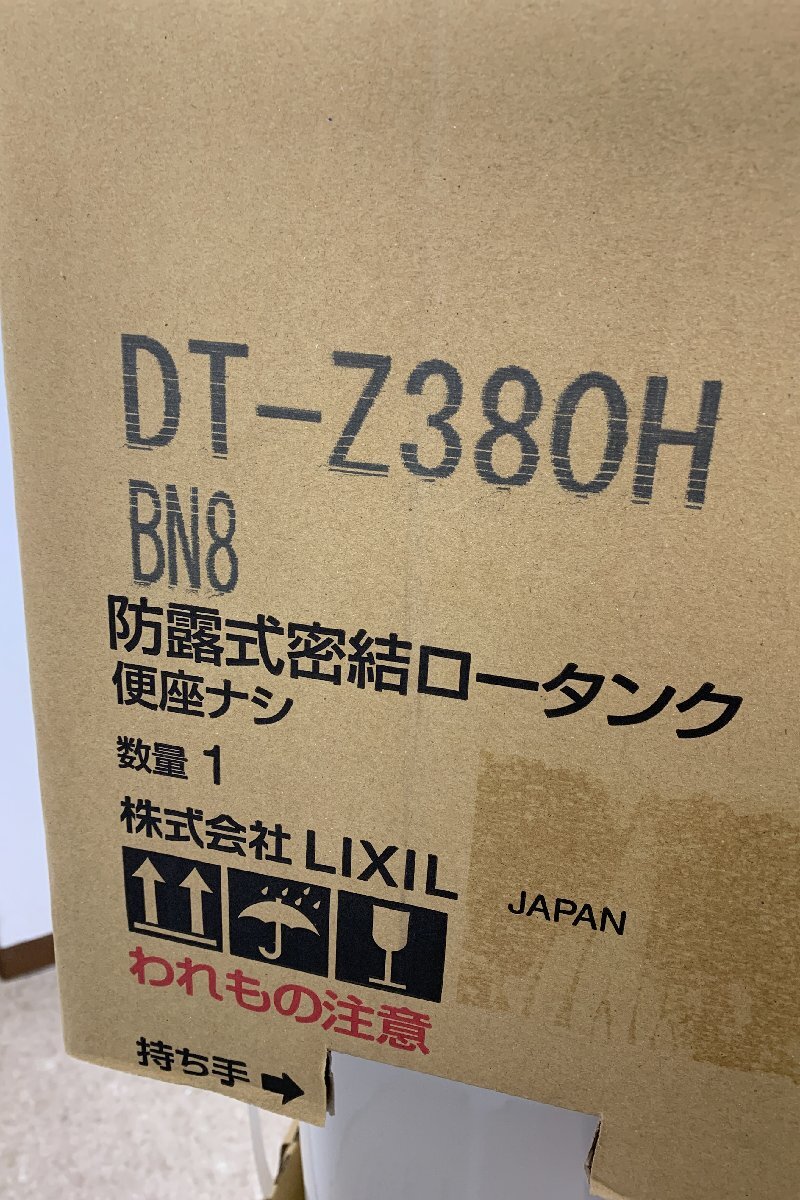 DT-Z380H
BN8
防露式密結ロータンク
便座ナシ
数量 1
株式会社 LIXIL
JAPAN
われもの注意
持ち手 →